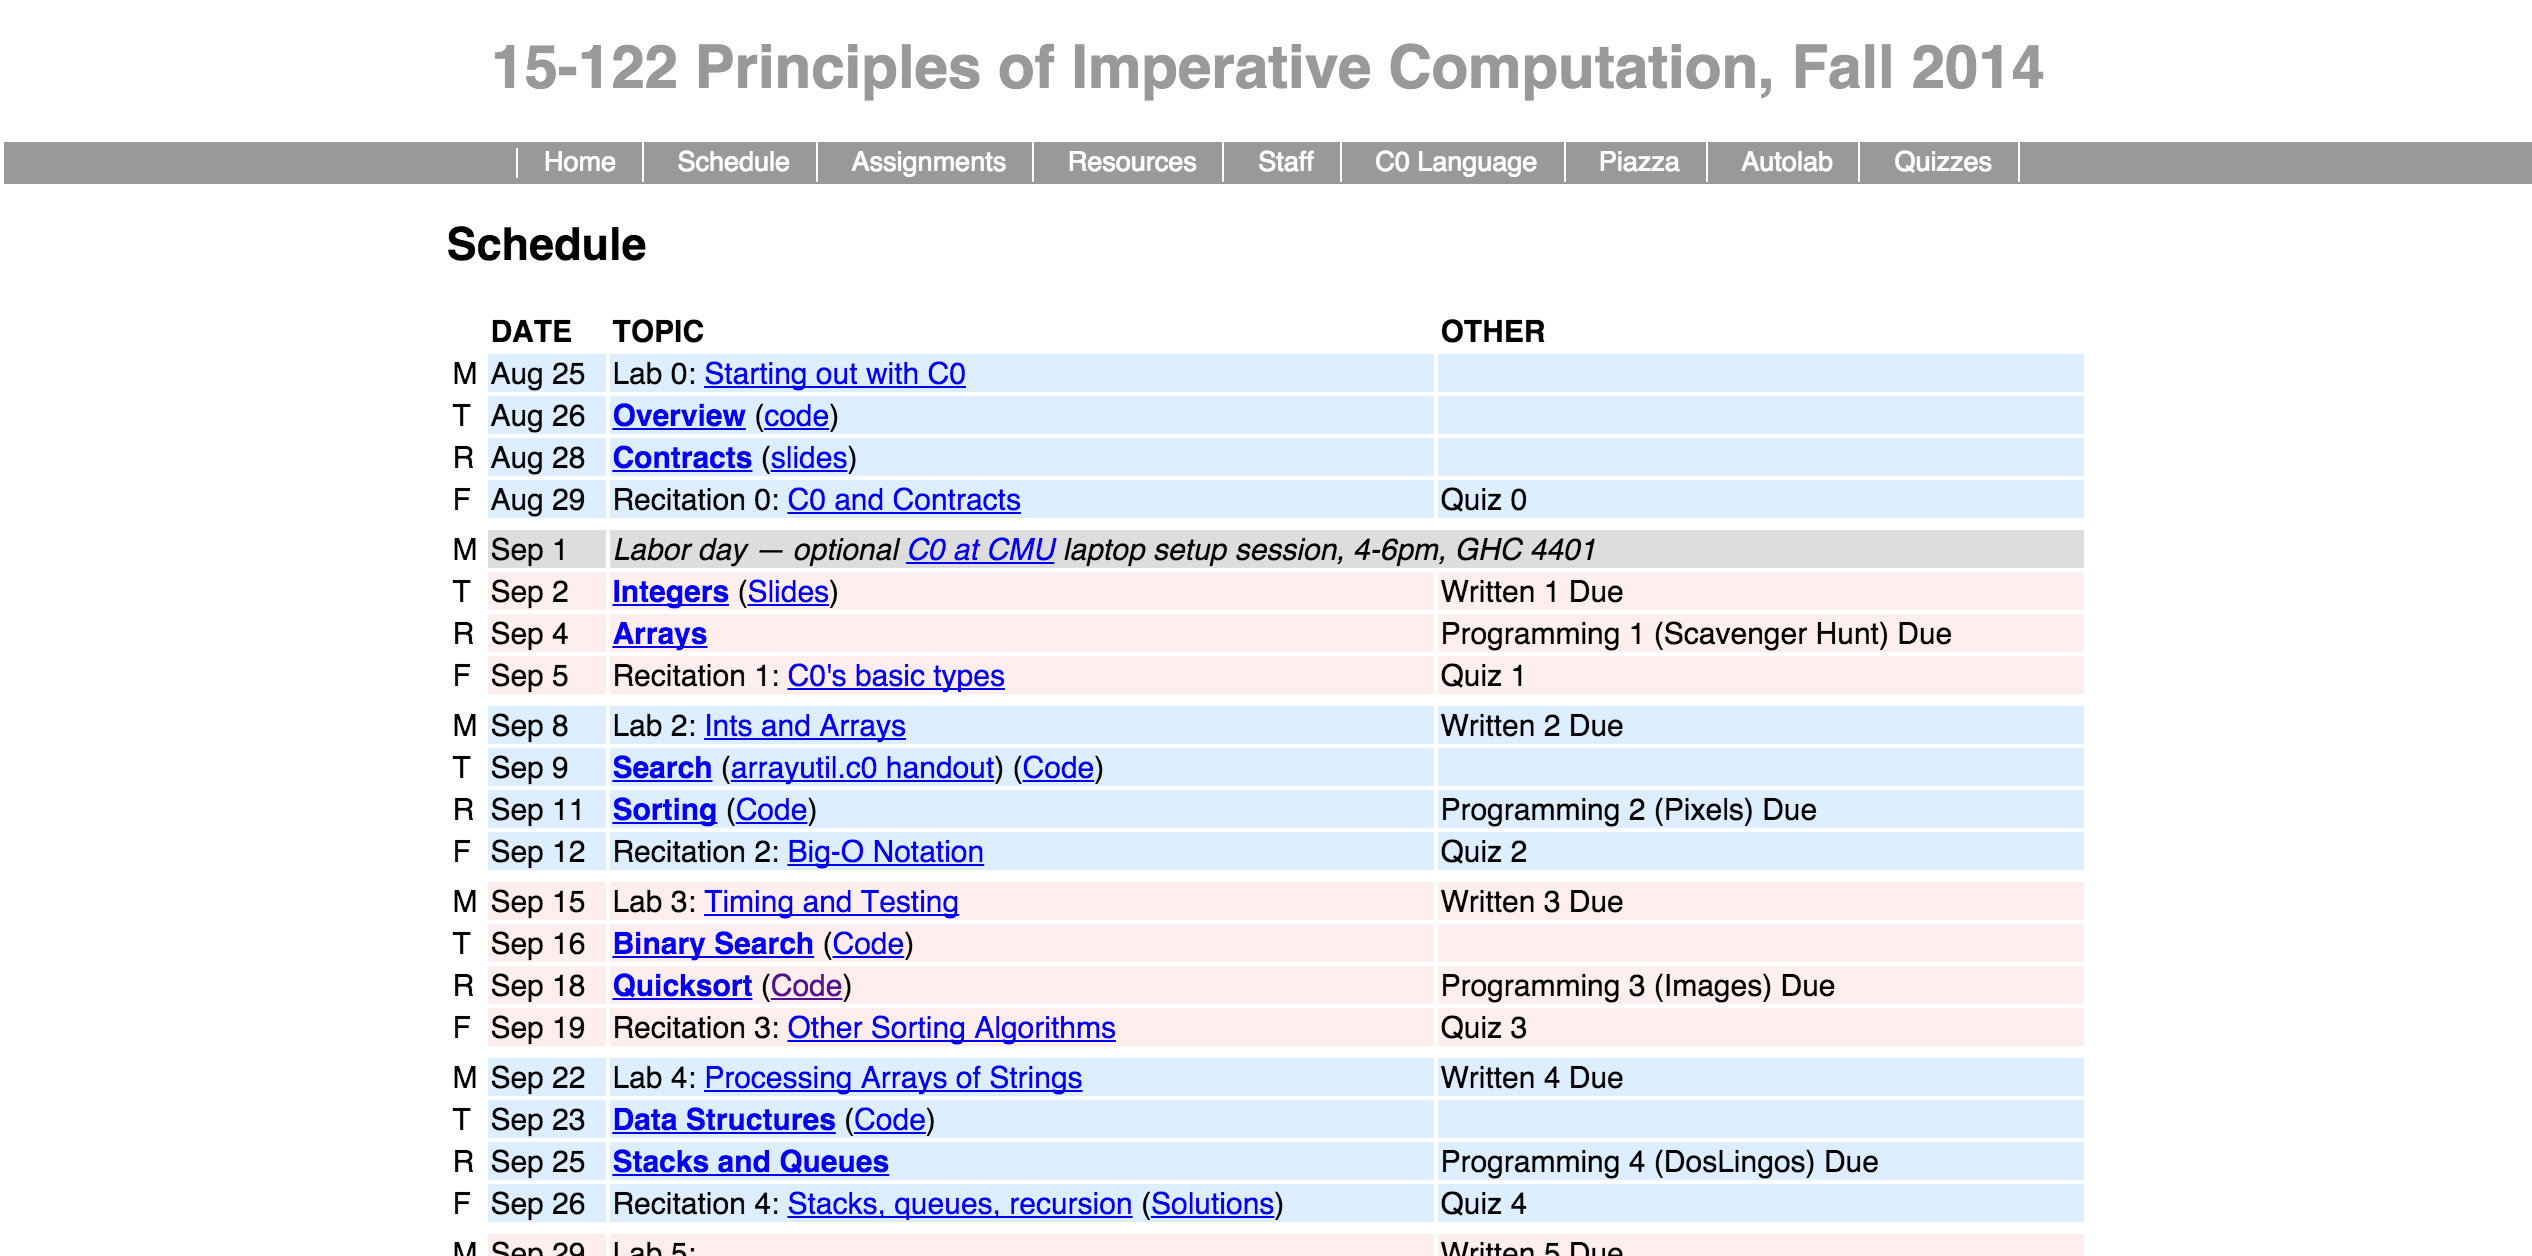 15-122 Principles of Imperative Computation, Fall 2014
Home Schedule Assignments Resources Staff C0 Language Piazza Autolab Quizzes
Schedule
DATE TOPIC OTHER
M Aug 25 Lab 0: Starting out with C0
T Aug 26 Overview (code)
R Aug 28 Contracts (slides)
F Aug 29 Recitation 0: C0 and Contracts Quiz 0
M Sep 1 Labor day — optional C0 at CMU laptop setup session, 4-6pm, GHC 4401
T Sep 2 Integers (Slides) Written 1 Due
R Sep 4 Arrays Programming 1 (Scavenger Hunt) Due
F Sep 5 Recitation 1: C0's basic types Quiz 1
M Sep 8 Lab 2: Ints and Arrays Written 2 Due
T Sep 9 Search (arrayutil.c0 handout) (Code)
R Sep 11 Sorting (Code) Programming 2 (Pixels) Due
F Sep 12 Recitation 2: Big-O Notation Quiz 2
M Sep 15 Lab 3: Timing and Testing Written 3 Due
T Sep 16 Binary Search (Code)
R Sep 18 Quicksort (Code) Programming 3 (Images) Due
F Sep 19 Recitation 3: Other Sorting Algorithms Quiz 3
M Sep 22 Lab 4: Processing Arrays of Strings Written 4 Due
T Sep 23 Data Structures (Code)
R Sep 25 Stacks and Queues Programming 4 (DosLingos) Due
F Sep 26 Recitation 4: Stacks, queues, recursion (Solutions) Quiz 4
M Sep 29 Lab 5: Written 5 Due